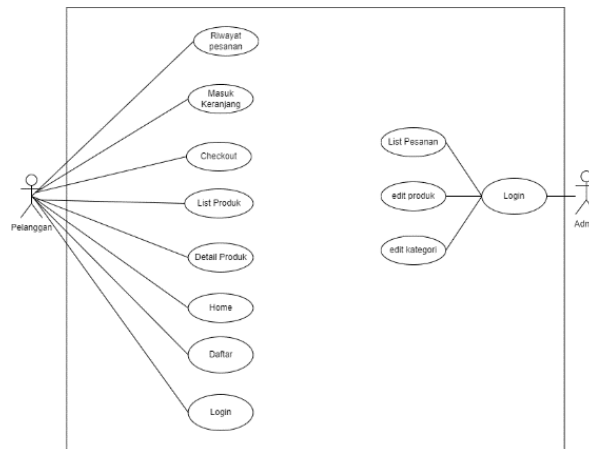 Riwayat
pesanan
Masuk
Keranjang
Checkout
List Produk
Detail Produk
Home
Daftar
Login
Pelanggan
List Pesanan
edit produk
edit kategori
Login
Adm